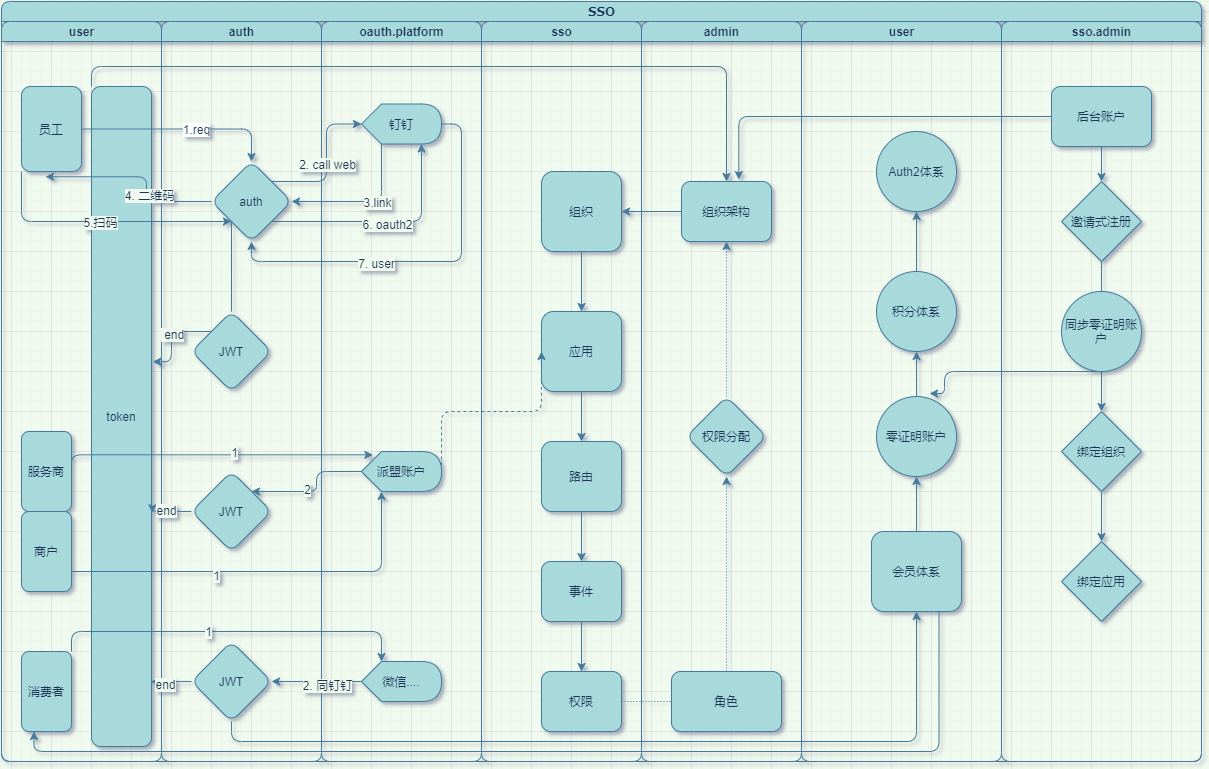 SSO
user
auth
oauth.platform
sso
admin
user
sso.admin
员工
1.req
钉钉
后台账户
2. call web
Auth2体系
4. 二维码
auth
3.link
组织
组织架构
邀请式注册
5.扫码
6. oauth2
7. user
积分体系
同步零证明账
户
end
JWT
应用
token
权限分配
零证明账户
绑定组织
1
服务商
派盟账户
路由
2
end
JWT
商户
1
事件
会员体系
绑定应用
1
消费者
end
JWT
2. 同钉钉
微信....
权限
角色